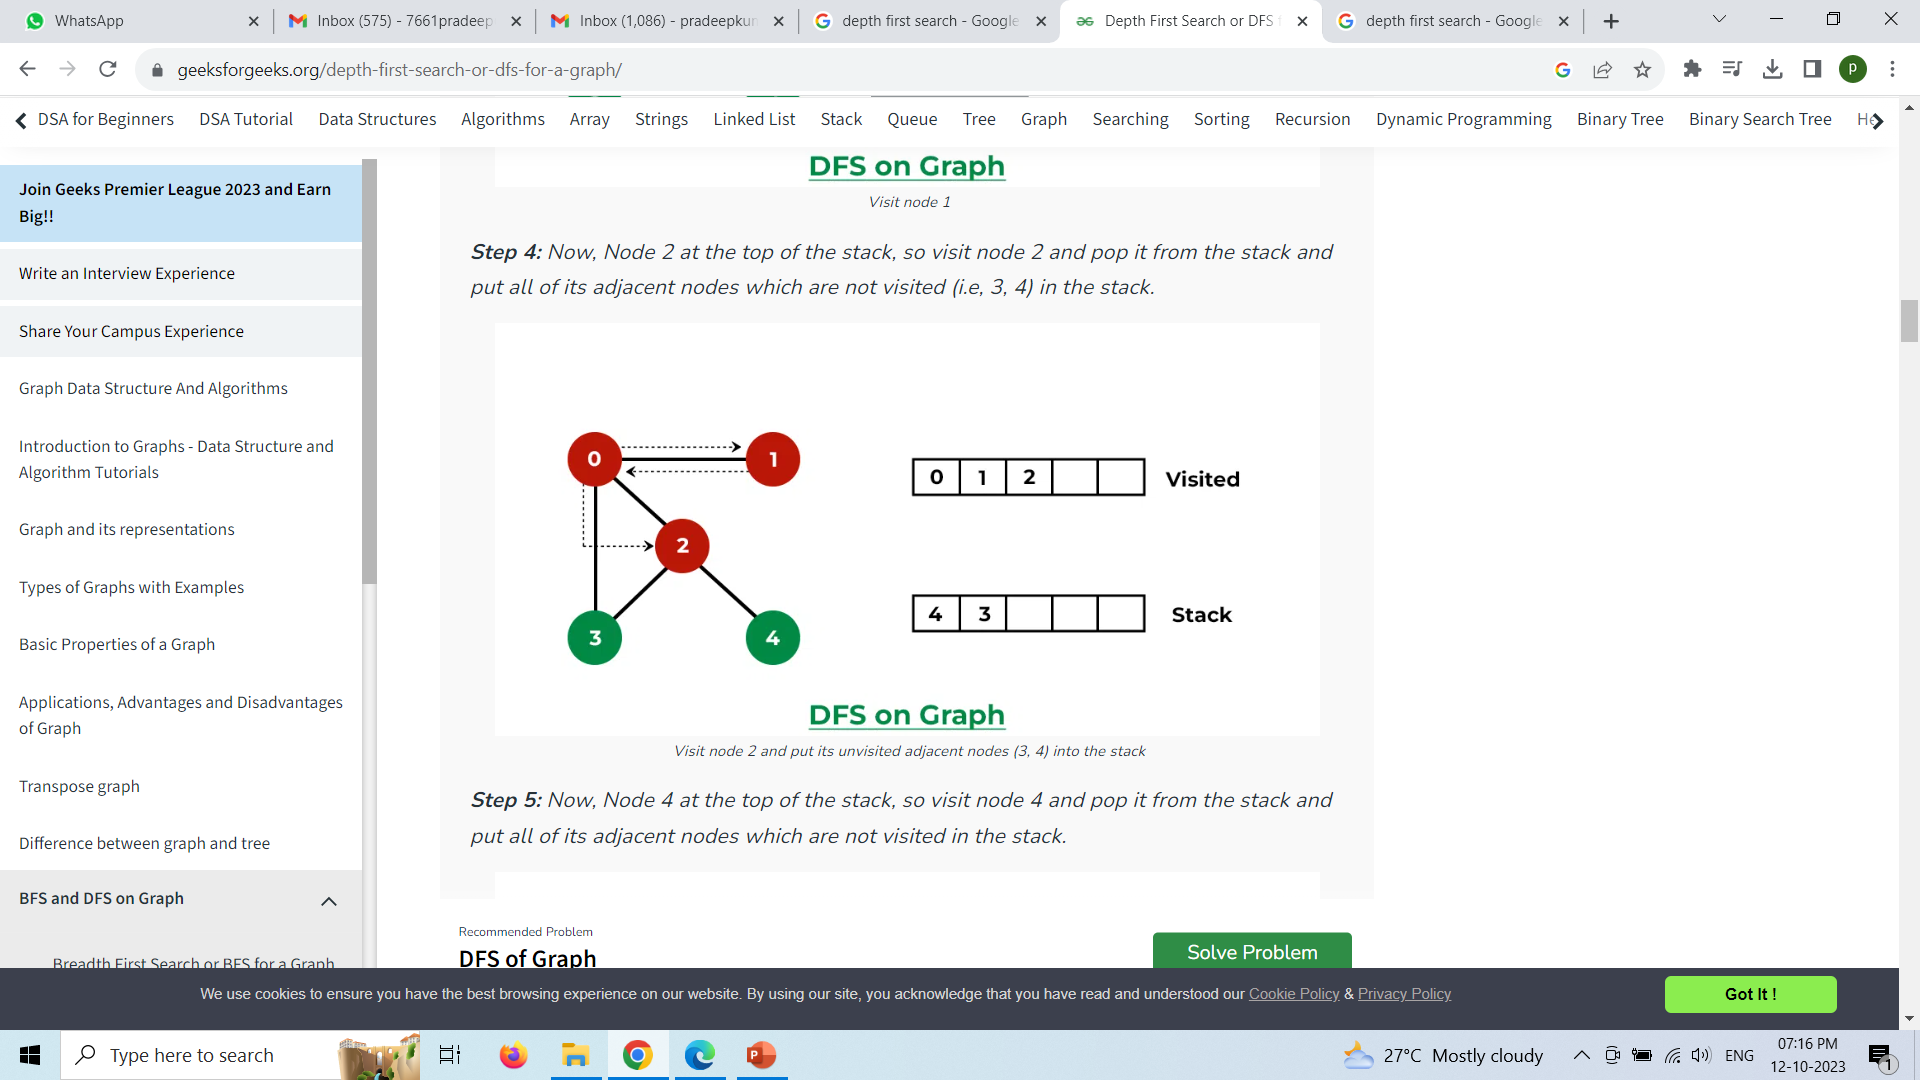 WhatsApp
Inbox (575) - 7661pradeep
Inbox (1,086) - pradeepkur
depth first search - Google
Depth First Search or DFS f
depth first search - Google
geeksforgeeks.org/depth-first-search-or-dfs-for-a-graph/
p
DSA for Beginners DSA Tutorial Data Structures Algorithms Array Strings Linked List Stack Queue Tree Graph Searching Sorting Recursion Dynamic Programming Binary Tree Binary Search Tree
Join Geeks Premier League 2023 and Earn
Big!!
Write an Interview Experience
Share Your Campus Experience
Graph Data Structure And Algorithms
Introduction to Graphs - Data Structure and
Algorithm Tutorials
Graph and its representations
Types of Graphs with Examples
Basic Properties of a Graph
Applications, Advantages and Disadvantages
of Graph
Transpose graph
Difference between graph and tree
BFS and DFS on Graph
Breadth First Search or BFS for a Graph
DFS on Graph
Visit node 1
Step 4: Now, Node 2 at the top of the stack, so visit node 2 and pop it from the stack and
put all of its adjacent nodes which are not visited (i.e, 3, 4) in the stack.
0 1
2
3 4
0 1 2 Visited
4 3 Stack
DFS on Graph
Visit node 2 and put its unvisited adjacent nodes (3, 4) into the stack
Step 5: Now, Node 4 at the top of the stack, so visit node 4 and pop it from the stack and
put all of its adjacent nodes which are not visited in the stack.
Recommended Problem
DFS of Graph
Solve Problem
We use cookies to ensure you have the best browsing experience on our website. By using our site, you acknowledge that you have read and understood our Cookie Policy & Privacy Policy
Got It !
Type here to search
27°C Mostly cloudy
ENG
07:16 PM
12-10-2023
1